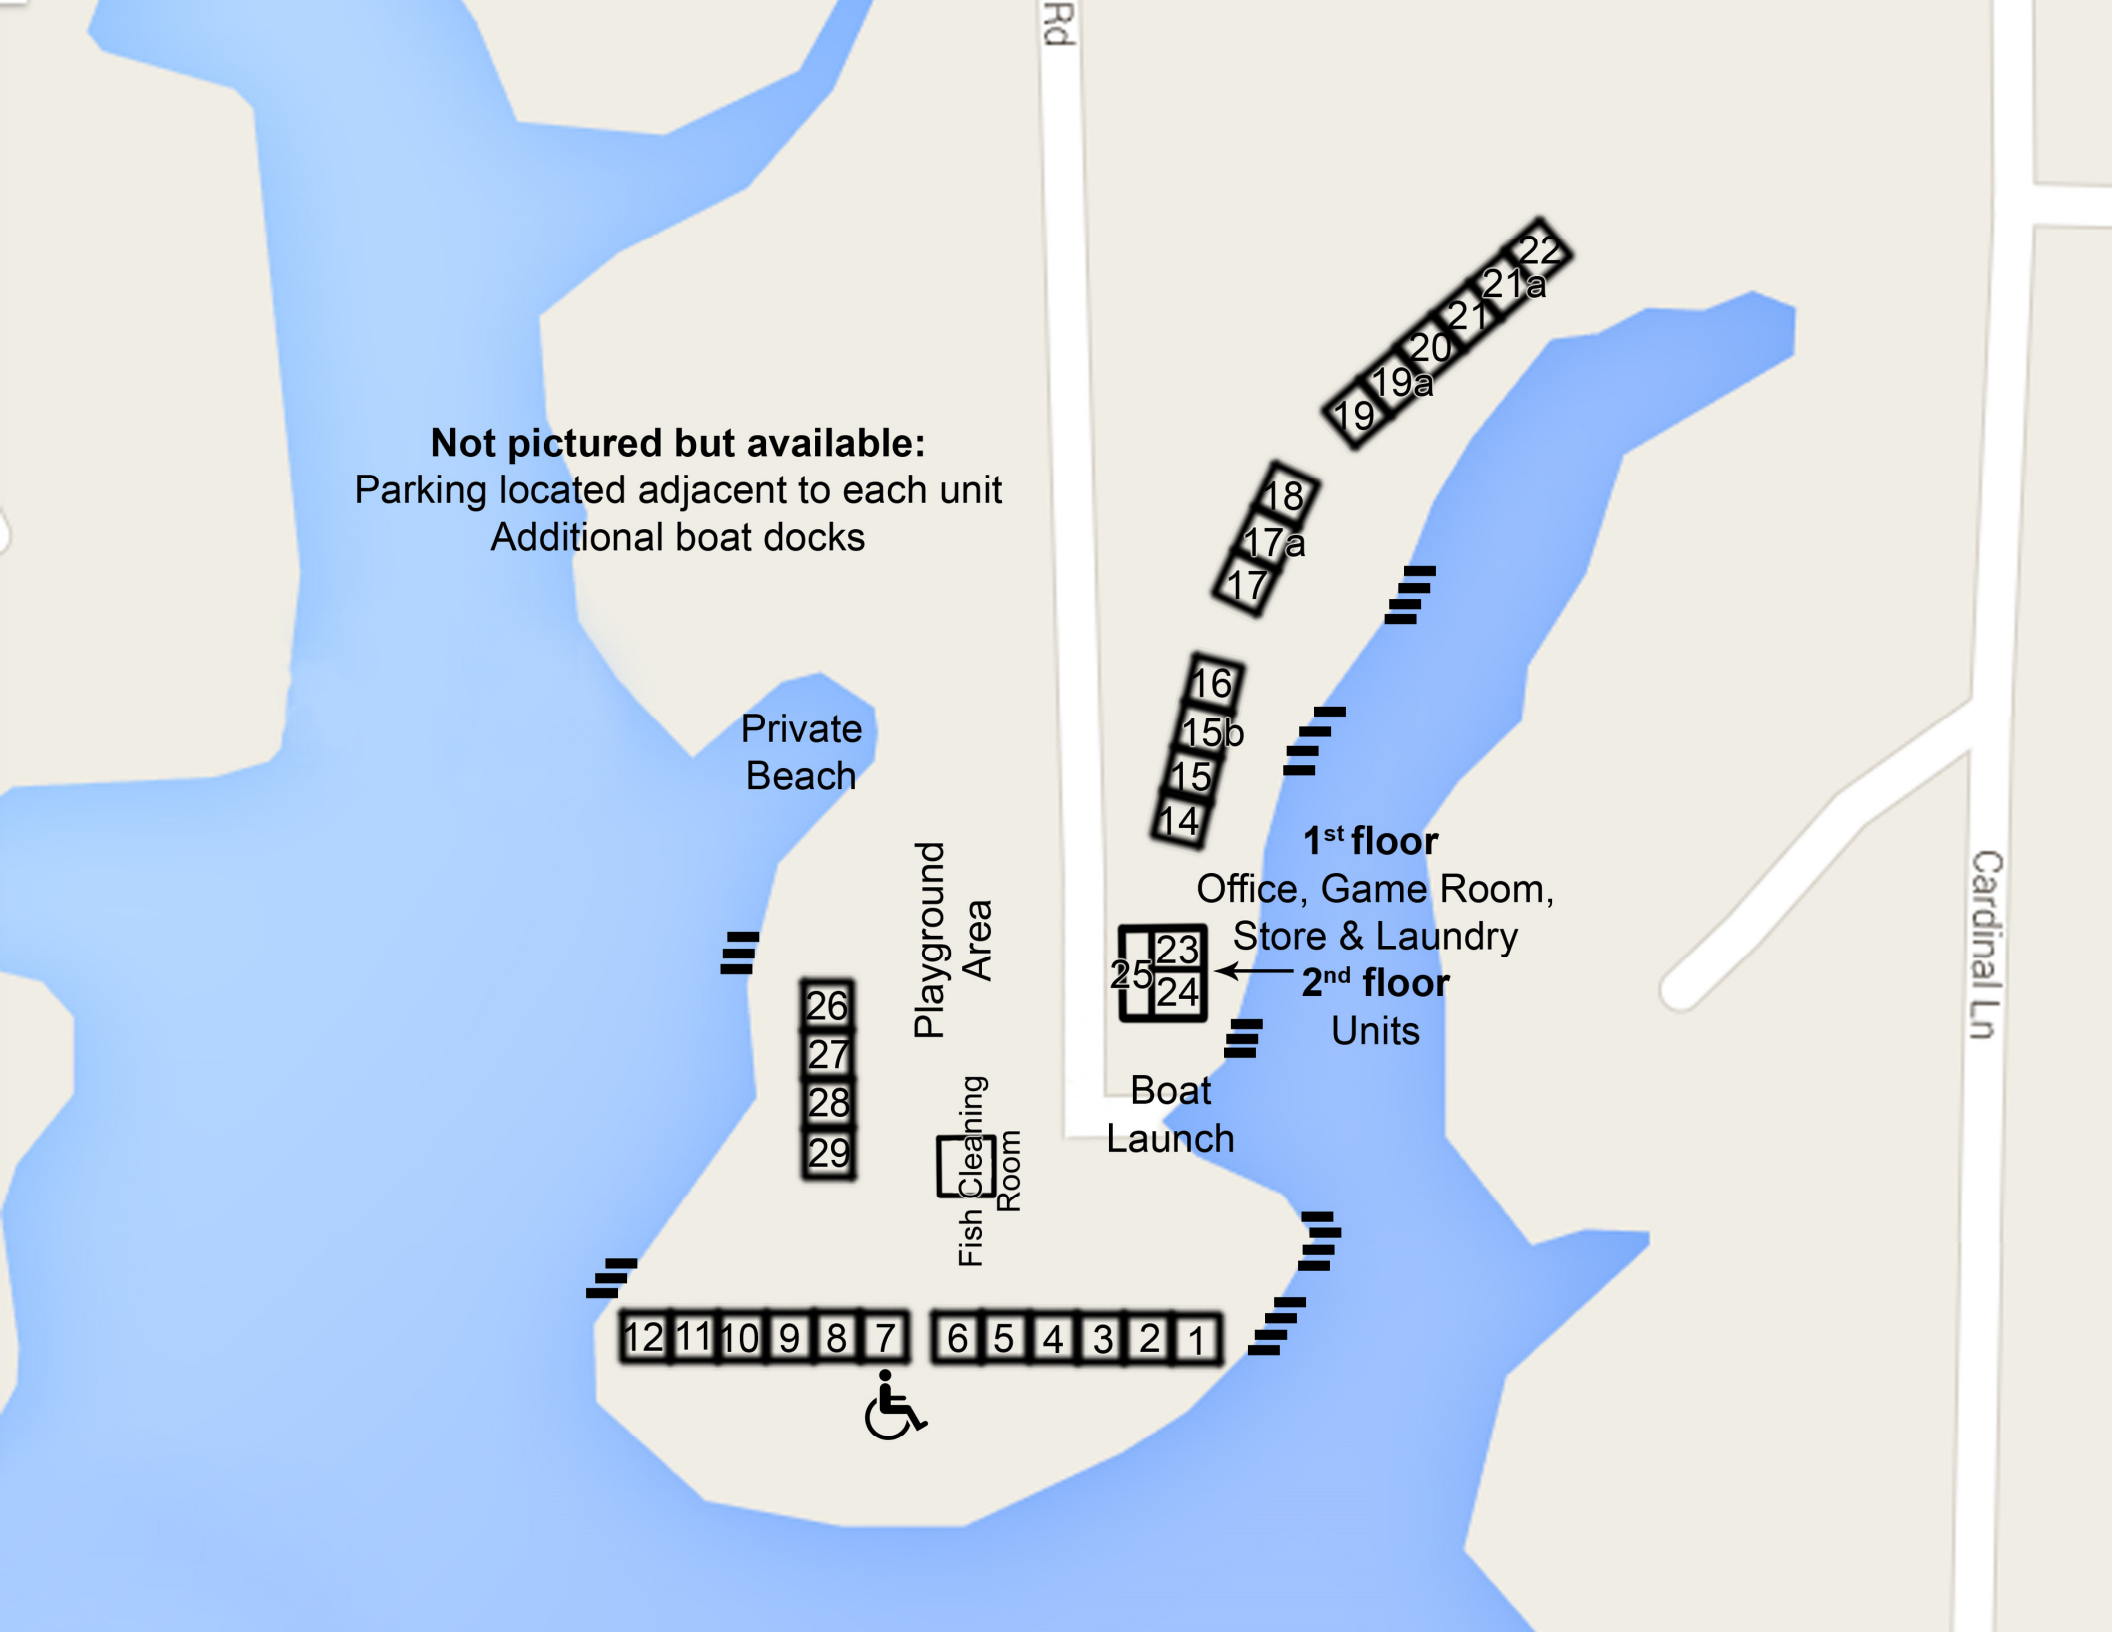 Rd
22
21a
21
20
19a
19
Not pictured but available:
Parking located adjacent to each unit
Additional boat docks
18
17a
17
16
15b
15
14
Private
Beach
1st floor
Office, Game Room,
Store & Laundry
2nd floor
Units
Playground
Area
23
25
24
Cardinal Ln
26
27
28
29
Fish Cleaning
Room
Boat
Launch
12 11 10 9 8 7 6 5 4 3 2 1